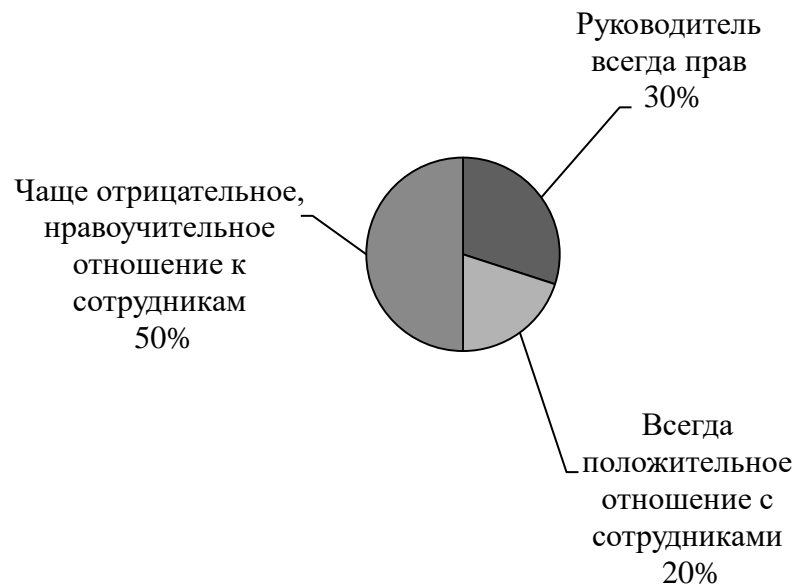 Руководитель
всегда прав
30%
Чаще отрицательное,
нравоучительное
отношение к
сотрудникам
50%
Всегда
положительное
отношение с
сотрудниками
20%